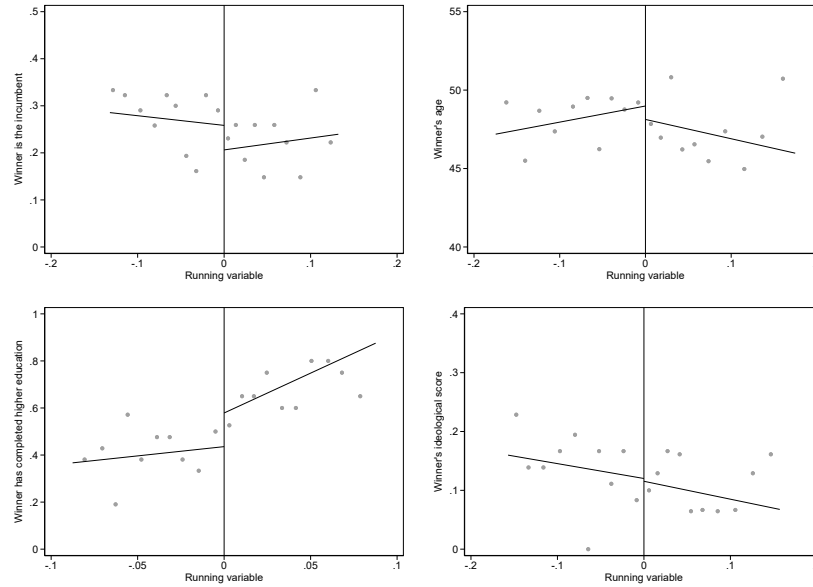 Winner is the incumbent
.5
.4
.3
.2
.1
0
-.2 -.1 0 .1 .2
Running variable
Winner's age
55
50
45
40
-.2 -.1 0 .1
Running variable
Winner has completed higher education
1
.8
.6
.4
.2
0
-.1 -.05 0 .05 .1
Running variable
Winner's ideological score
.4
.3
.2
.1
0
-.2 -.1 0 .1
Running variable